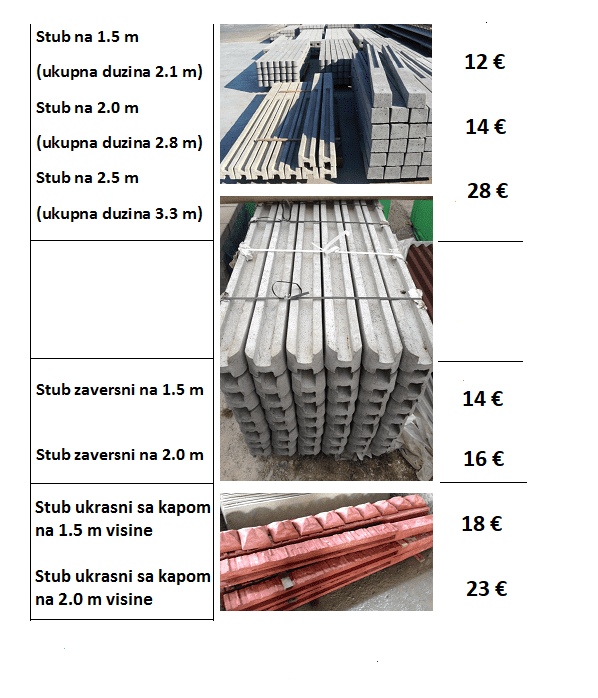 Stub na 1.5 m
12 €
(ukupna duzina 2.1 m)
Stub na 2.0 m
14 €
(ukupna duzina 2.8 m)
Stub na 2.5 m
28 €
(ukupna duzina 3.3 m)
Stub zaversni na 1.5 m
14 €
Stub zaversni na 2.0 m
16 €
Stub ukrasni sa kapom
na 1.5 m visine
18 €
Stub ukrasni sa kapom
na 2.0 m visine
23 €